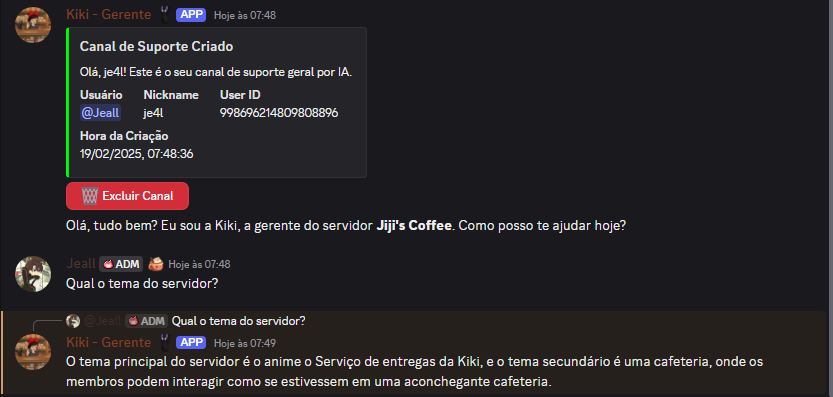 Kiki - Gerente APP Hoje às 07:48
Canal de Suporte Criado
Olá, je4l! Este é o seu canal de suporte geral por IA.
Usuário Nickname User ID
@Jeall je4l 998696214809808896
Hora da Criação
19/02/2025, 07:48:36
Excluir Canal
Olá, tudo bem? Eu sou a Kiki, a gerente do servidor Jiji's Coffee. Como posso te ajudar hoje?
Jeall ADM Hoje às 07:48
Qual o tema do servidor?
@Jeall ADM Qual o tema do servidor?
Kiki - Gerente APP Hoje às 07:49
O tema principal do servidor é o anime o Serviço de entregas da Kiki, e o tema secundário é uma cafeteria, onde os
membros podem interagir como se estivessem em uma aconchegante cafeteria.